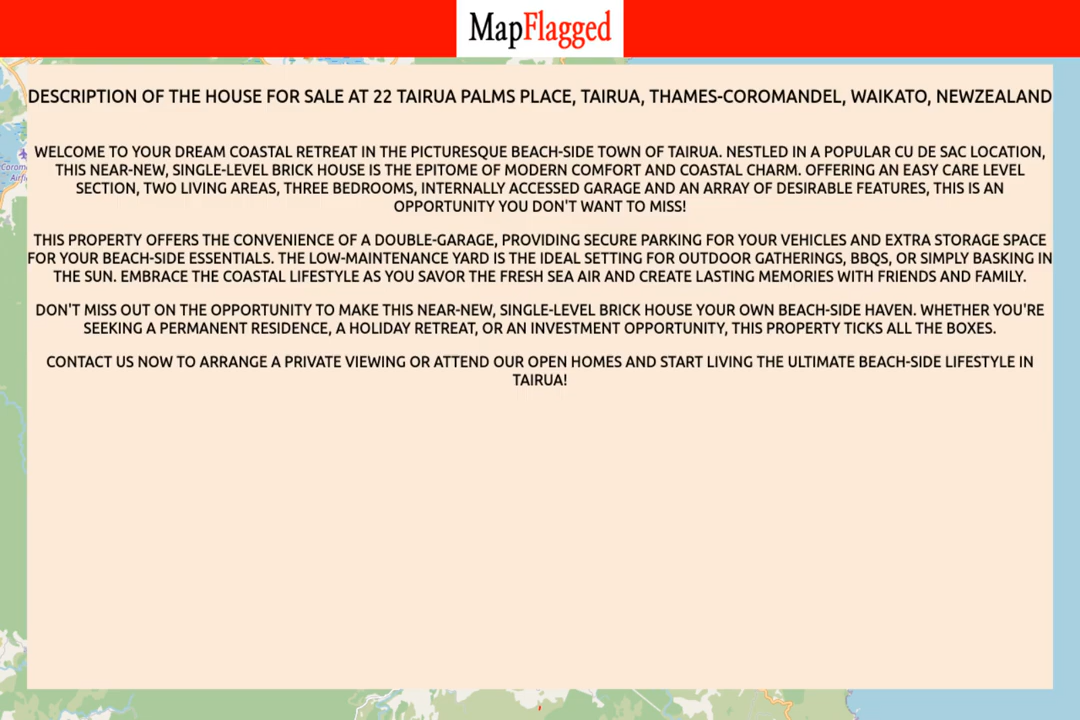 MapFlagged
Corom
Airfi
DESCRIPTION OF THE HOUSE FOR SALE AT 22 TAIRUA PALMS PLACE, TAIRUA, THAMES-COROMANDEL, WAIKATO, NEWZEALAND
WELCOME TO YOUR DREAM COASTAL RETREAT IN THE PICTURESQUE BEACH-SIDE TOWN OF TAIRUA. NESTLED IN A POPULAR CU DE SAC LOCATION,
THIS NEAR-NEW, SINGLE-LEVEL BRICK HOUSE IS THE EPITOME OF MODERN COMFORT AND COASTAL CHARM. OFFERING AN EASY CARE LEVEL
SECTION, TWO LIVING AREAS, THREE BEDROOMS, INTERNALLY ACCESSED GARAGE AND AN ARRAY OF DESIRABLE FEATURES, THIS IS AN
OPPORTUNITY YOU DON'T WANT TO MISS!
THIS PROPERTY OFFERS THE CONVENIENCE OF A DOUBLE-GARAGE, PROVIDING SECURE PARKING FOR YOUR VEHICLES AND EXTRA STORAGE SPACE
FOR YOUR BEACH-SIDE ESSENTIALS. THE LOW-MAINTENANCE YARD IS THE IDEAL SETTING FOR OUTDOOR GATHERINGS, BBQS, OR SIMPLY BASKING IN
THE SUN. EMBRACE THE COASTAL LIFESTYLE AS YOU SAVOR THE FRESH SEA AIR AND CREATE LASTING MEMORIES WITH FRIENDS AND FAMILY.
DON'T MISS OUT ON THE OPPORTUNITY TO MAKE THIS NEAR-NEW, SINGLE-LEVEL BRICK HOUSE YOUR OWN BEACH-SIDE HAVEN. WHETHER YOU'RE
SEEKING A PERMANENT RESIDENCE, A HOLIDAY RETREAT, OR AN INVESTMENT OPPORTUNITY, THIS PROPERTY TICKS ALL THE BOXES.
CONTACT US NOW TO ARRANGE A PRIVATE VIEWING OR ATTEND OUR OPEN HOMES AND START LIVING THE ULTIMATE BEACH-SIDE LIFESTYLE IN
TAIRUA!